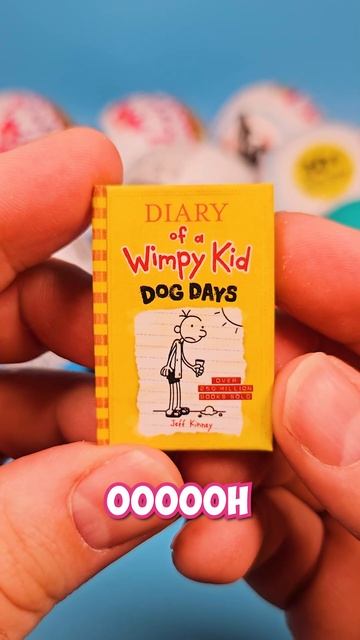 DIARY
of a
Wimpy Kid
DOG DAYS
OVER
250 MILLION
BOOKS SOLD
Jeff Kinney
OOOOOH